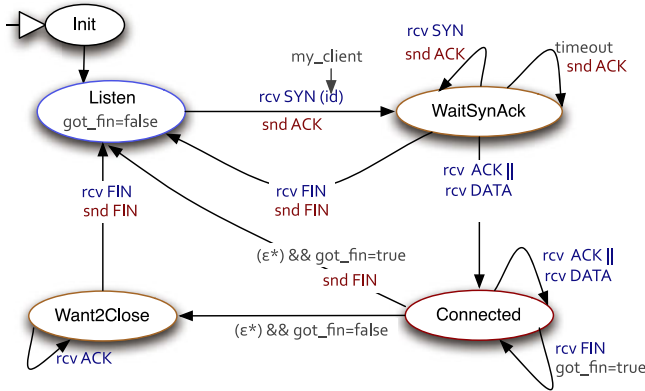 Init
my_client
rcv SYN
snd ACK
timeout
snd ACK
Listen
got_fin=false
rcv SYN (id)
snd ACK
WaitSynAck
rcv ACK ||
rcv DATA
rcv FIN
snd FIN
rcv FIN
snd FIN
(ε*) && got_fin=true
snd FIN
rcv ACK ||
rcv DATA
Want2Close
Connected
(ε*) && got_fin=false
rcv ACK
rcv FIN
got_fin=true